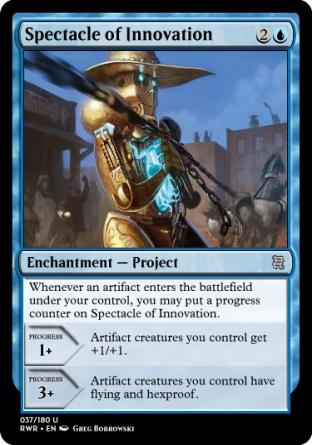 Spectacle of Innovation 2
Enchantment — Project
Whenever an artifact enters the battlefield
under your control, you may put a progress
counter on Spectacle of Innovation.
PROGRESS
1+
Artifact creatures you control get
+1/+1.
PROGRESS
3+
Artifact creatures you control have
flying and hexproof.
037/180 U
RWR • EN Greg Bobrowski